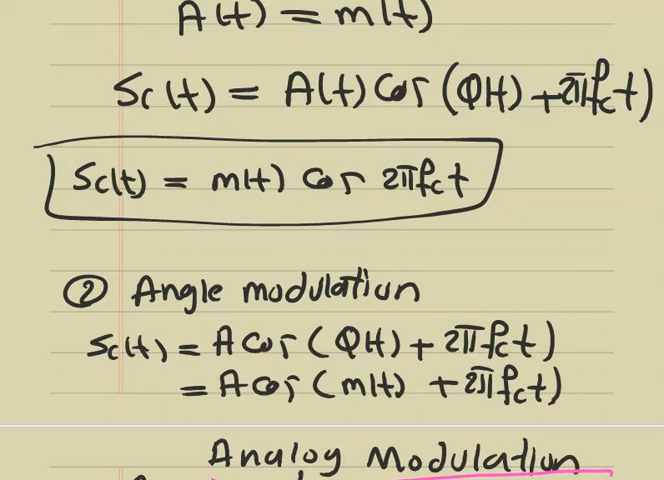 A(t) = m(t)
Sc(t) = A(t) Cos (φ(t) + 2πfct)
Sc(t) = m(t) Cos 2πfct
② Angle modulation
Sc(t) = A Cos (φ(t) + 2πfct)
= A Cos (m(t) + 2πfct)
Analog Modulation